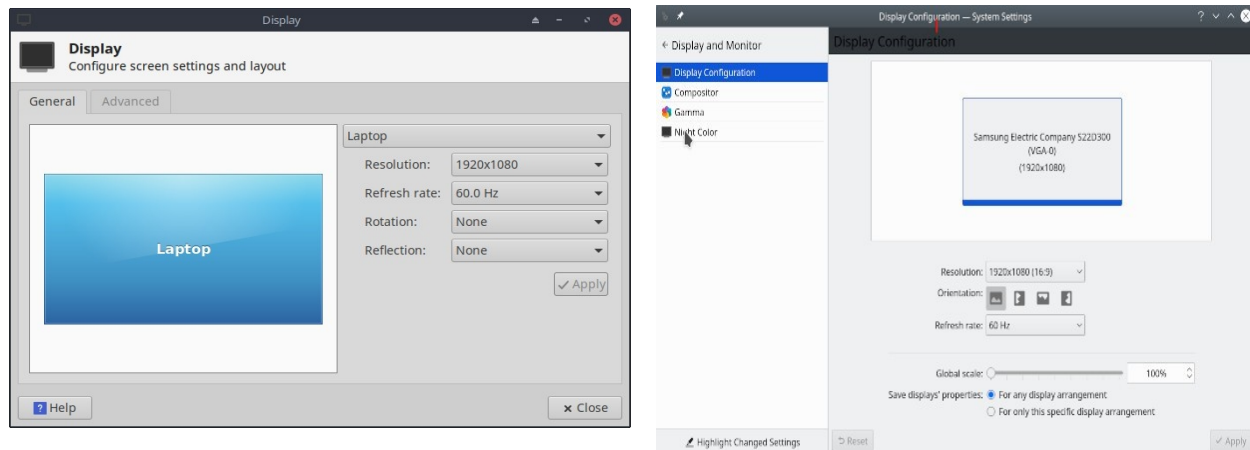 Display
Display
Configure screen settings and layout
General
Advanced
Laptop
Laptop
Resolution: 1920x1080
Refresh rate: 60.0 Hz
Rotation: None
Reflection: None
Apply
Help
Close
Display Configuration — System Settings
Display and Monitor
Display Configuration
Compositor
Gamma
Night Color
Highlight Changed Settings
Display Configuration
Samsung Electric Company S22D300
(VGA-0)
(1920x1080)
Resolution: 1920x1080 (16:9)
Orientation:
Refresh rate: 60 Hz
Global scale: 100%
Save displays' properties: For any display arrangement
For only this specific display arrangement
Reset
Apply